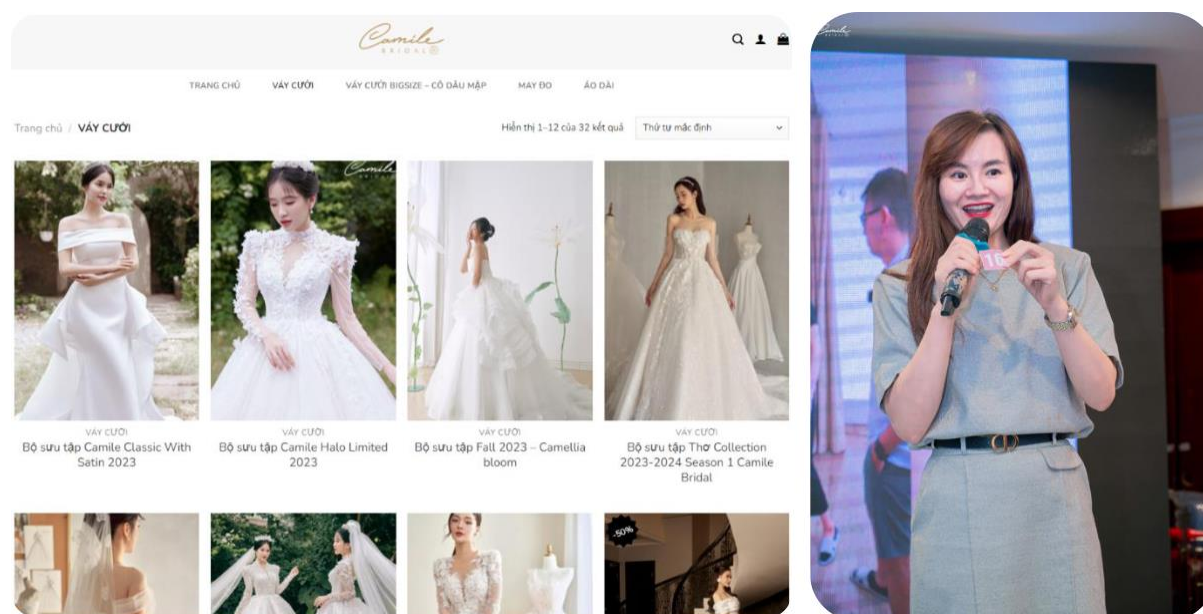 Camile
BRIDAL
TRANG CHỦ
VÁY CƯỚI
VÁY CƯỚI BIGSIZE – CÔ DÂU MẬP
MAY ĐO
ÁO DÀI
Trang chủ / VÁY CƯỚI
Hiển thị 1–12 của 32 kết quả
Thứ tự mặc định
Camile
VÁY CƯỚI
Bộ sưu tập Camile Classic With
Satin 2023
VÁY CƯỚI
Bộ sưu tập Camile Halo Limited
2023
VÁY CƯỚI
Bộ sưu tập Fall 2023 – Camellia
bloom
VÁY CƯỚI
Bộ sưu tập Thơ Collection
2023-2024 Season 1 Camile
Bridal
-50%
Camile
16